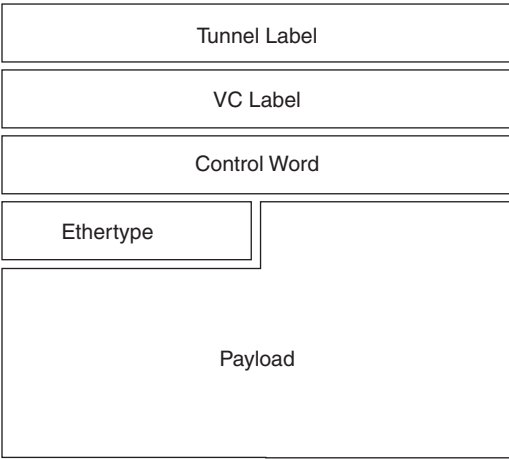 Tunnel Label
VC Label
Control Word
Ethertype
Payload